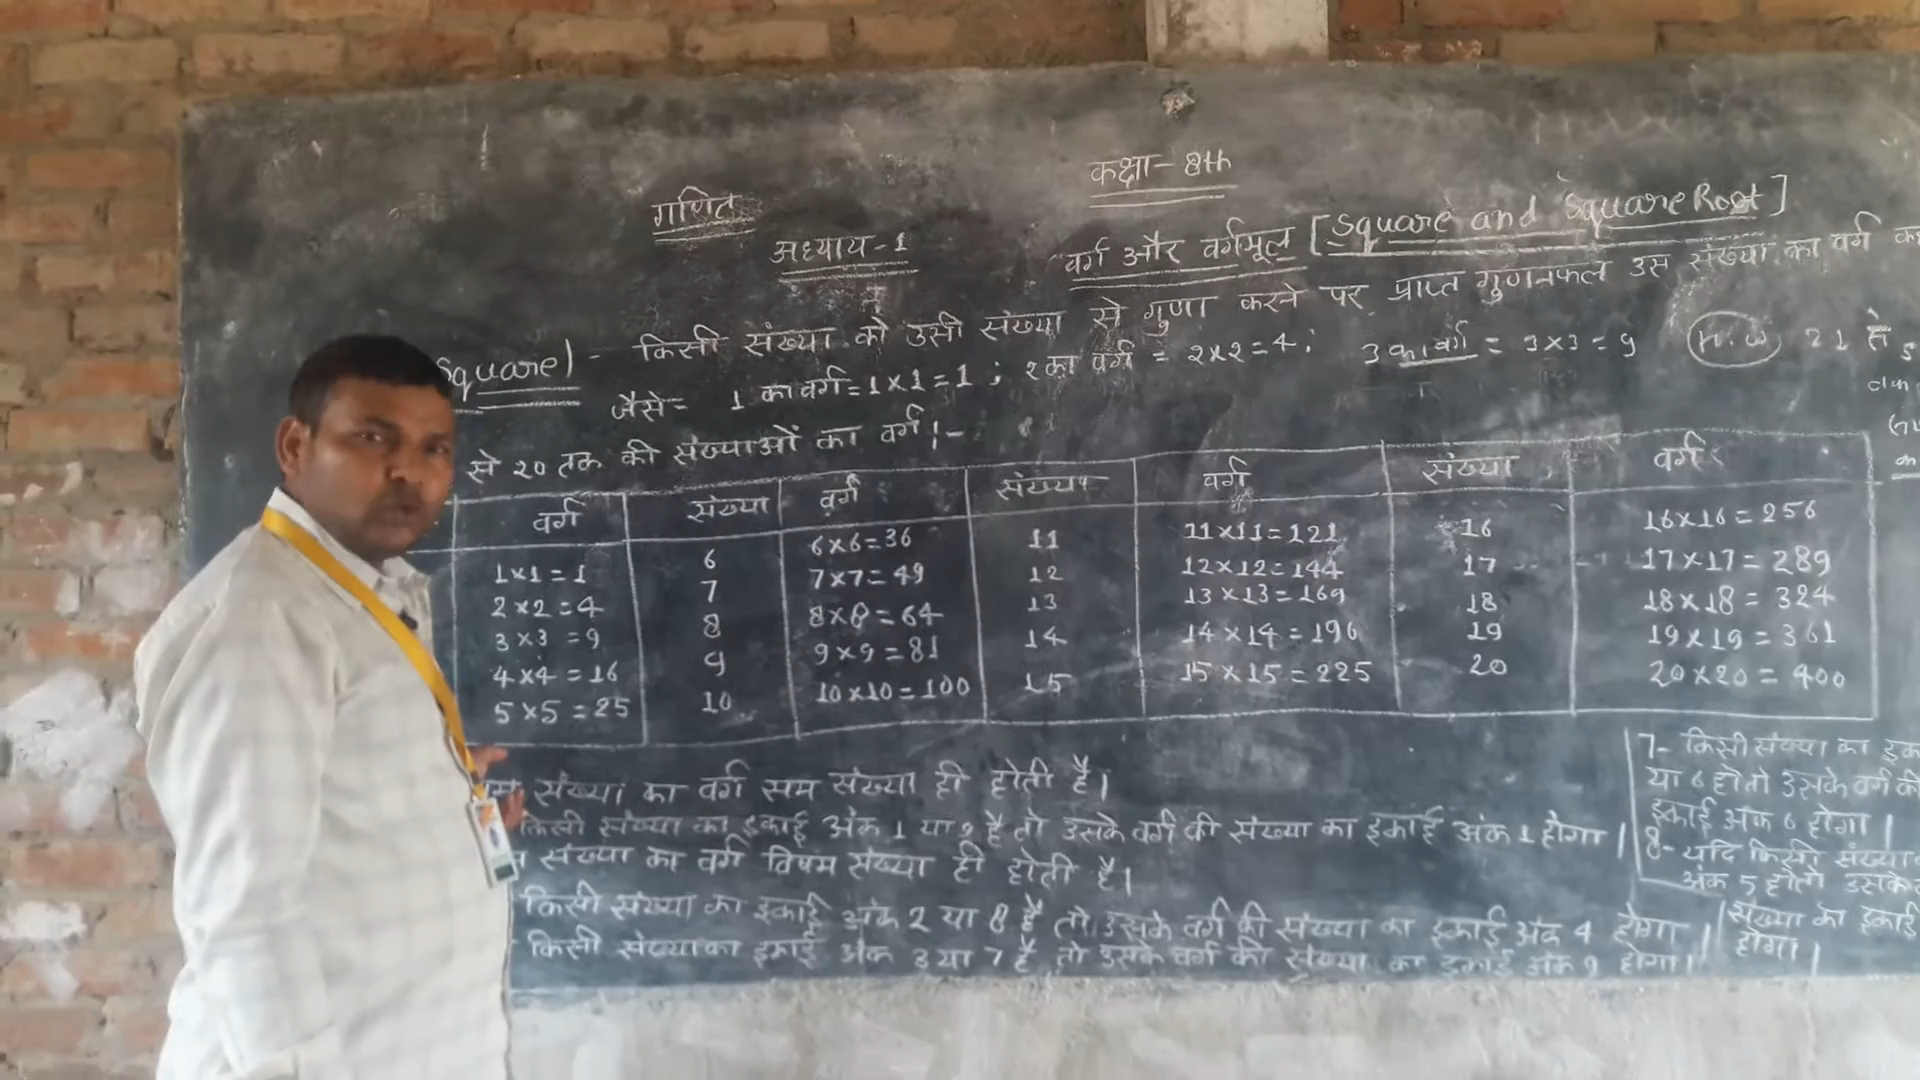 कक्षा- 8th
गणित
अध्याय-1 वर्ग और वर्गमूल [Square and Square Root]
Square) - किसी संख्या को उसी संख्या से गुणा करने पर प्राप्त गुणनफल उस संख्या का वर्ग
जैसे= 1 का वर्ग=1×1=1 ; 2 का वर्ग = 2×2=4; 3 का वर्ग = 3×3=9 H.W 21 से
से 20 तक की संख्याओं का वर्ग:-
वर्ग संख्या वर्ग संख्या वर्ग संख्या वर्ग
1×1=1 6 6×6=36 11 11×11=121 16 16×16=256
2×2=4 7 7×7=49 12 12×12=144 17 17×17=289
3×3=9 8 8×8=64 13 13×13=169 18 18×18=324
4×4=16 9 9×9=81 14 14×14=196 19 19×19=361
5×5=25 10 10×10=100 15 15×15=225 20 20×20=400
संख्या का वर्ग सम संख्या ही होती है।
किसी संख्या का इकाई अंक 1 या 9 है तो उसके वर्ग की संख्या का इकाई अंक 1 होगा।
संख्या का वर्ग विषम संख्या ही होती है।
किसी संख्या का इकाई अंक 2 या 8 है तो उसके वर्ग की संख्या का इकाई अंक 4 होगा
किसी संख्या का इकाई अंक 3 या 7 है तो उसके वर्ग की संख्या का इकाई अंक 9 होगा।
7- किसी संख्या का
या 6 हो तो उसके वर्ग की
इकाई अंक 6 होगा।
8- यदि किसी संख्या
अंक 5 हो तो उसके
संख्या का इकाई
होगा।